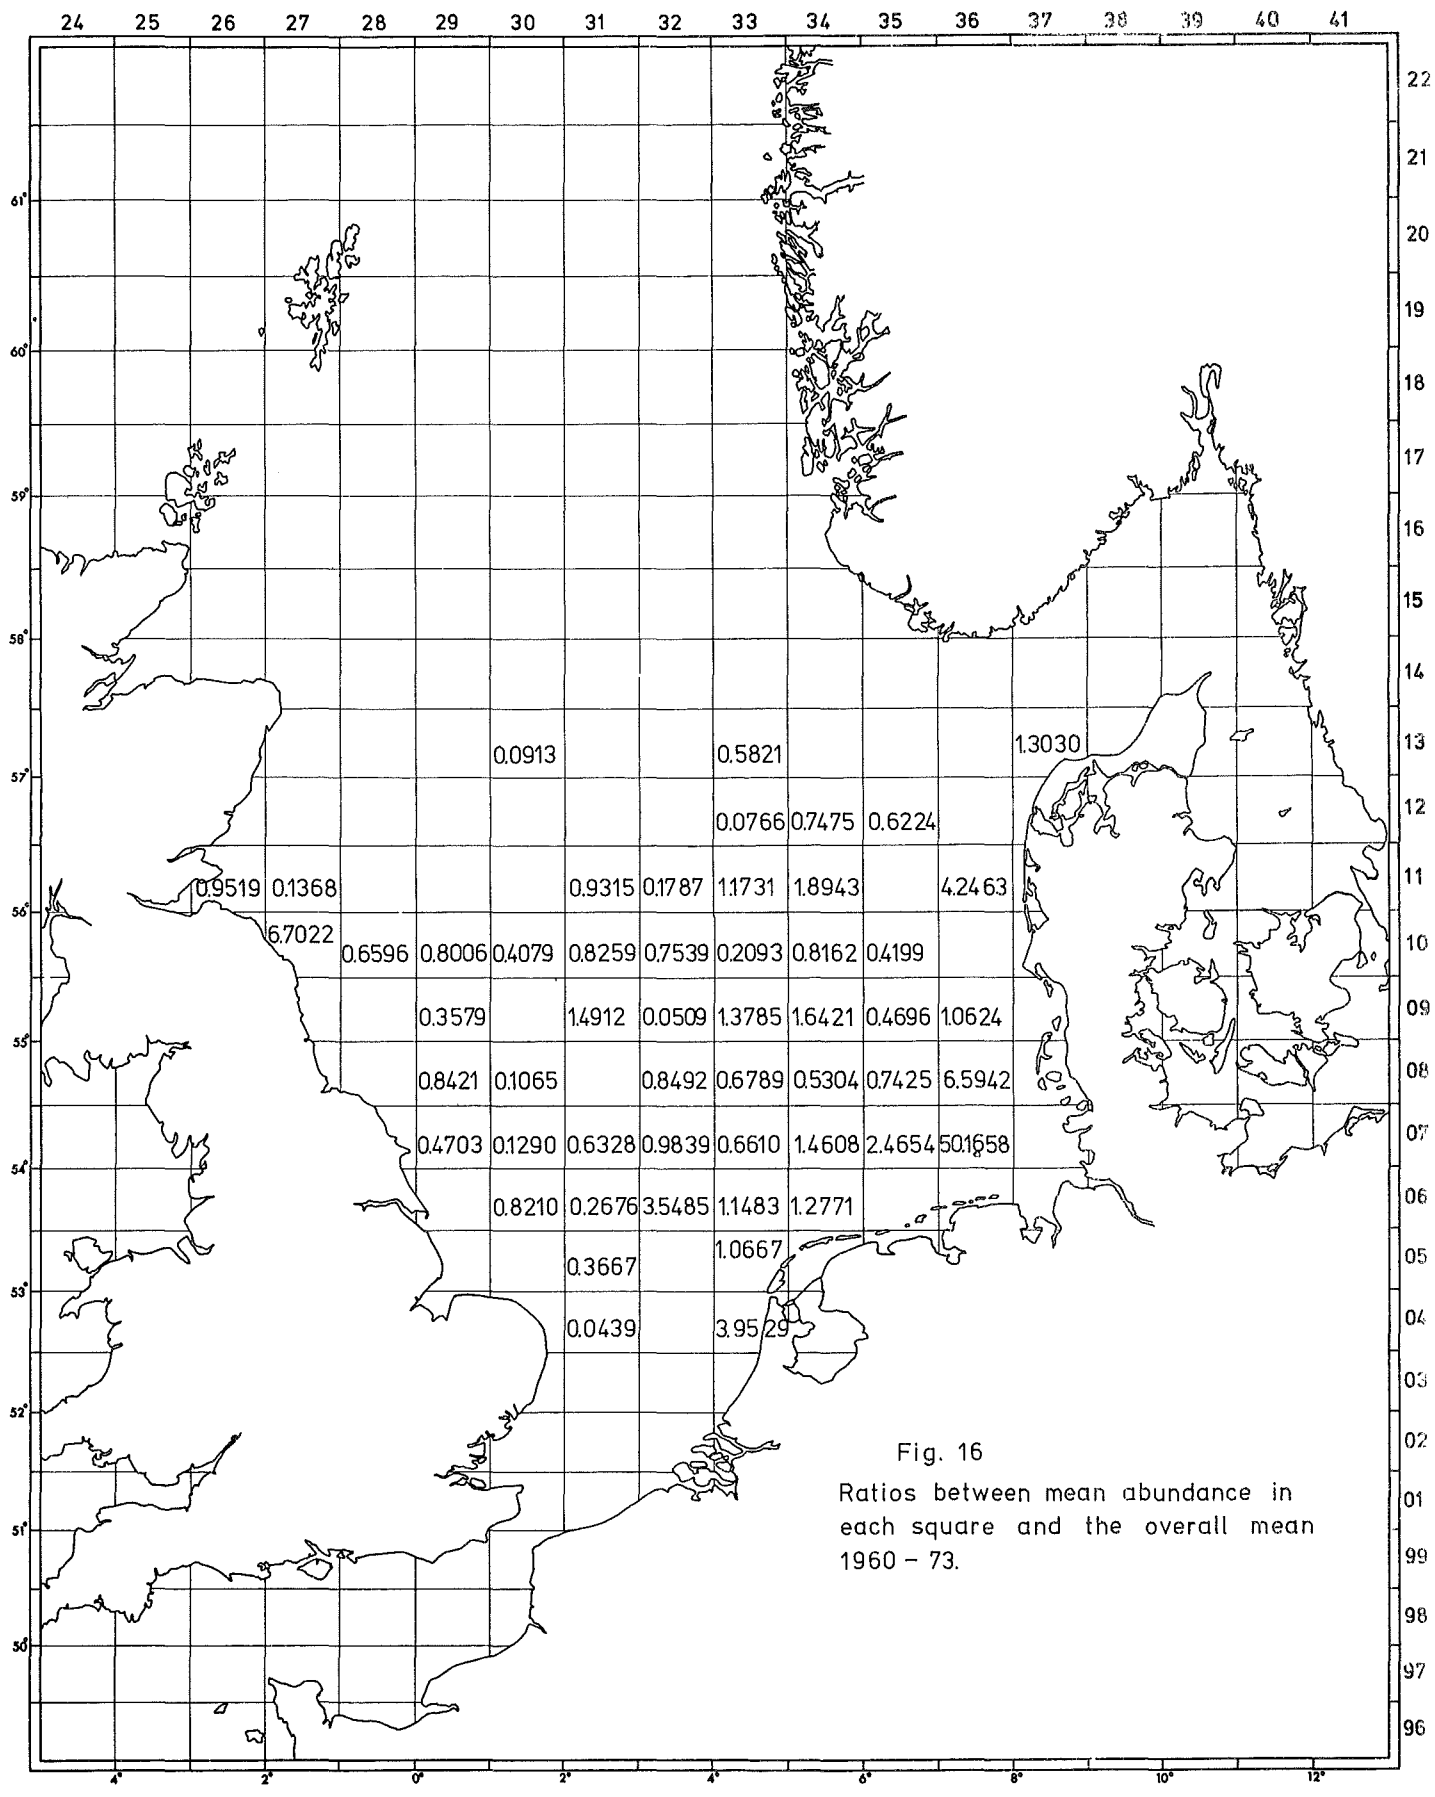 24 25 26 27 28 29 30 31 32 33 34 35 36 37 38 39 40 41
22
21
61°
20
19
60°
18
17
59°
16
15
58°
14
0.0913 0.5821 1.3030 13
57°
0.0766 0.7475 0.6224 12
0.9519 0.1368 0.9315 0.1787 1.1731 1.8943 4.2463 11
56°
6.7022
0.6596 0.8006 0.4079 0.8259 0.7539 0.2093 0.8162 0.4199 10
0.3579 1.4912 0.0509 1.3785 1.6421 0.4696 1.0624 09
55°
0.8421 0.1065 0.8492 0.6789 0.5304 0.7425 6.5942 08
0.4703 0.1290 0.6328 0.9839 0.6610 1.4608 2.4654 50.1658 07
54°
0.8210 0.2676 3.5485 1.1483 1.2771 06
1.0667 05
0.3667
53°
0.0439 3.9529 04
03
52°
02
Fig. 16
Ratios between mean abundance in 01
each square and the overall mean
51°
1960 – 73. 99
98
50°
97
96
4° 2° 0° 2° 4° 6° 8° 10° 12°